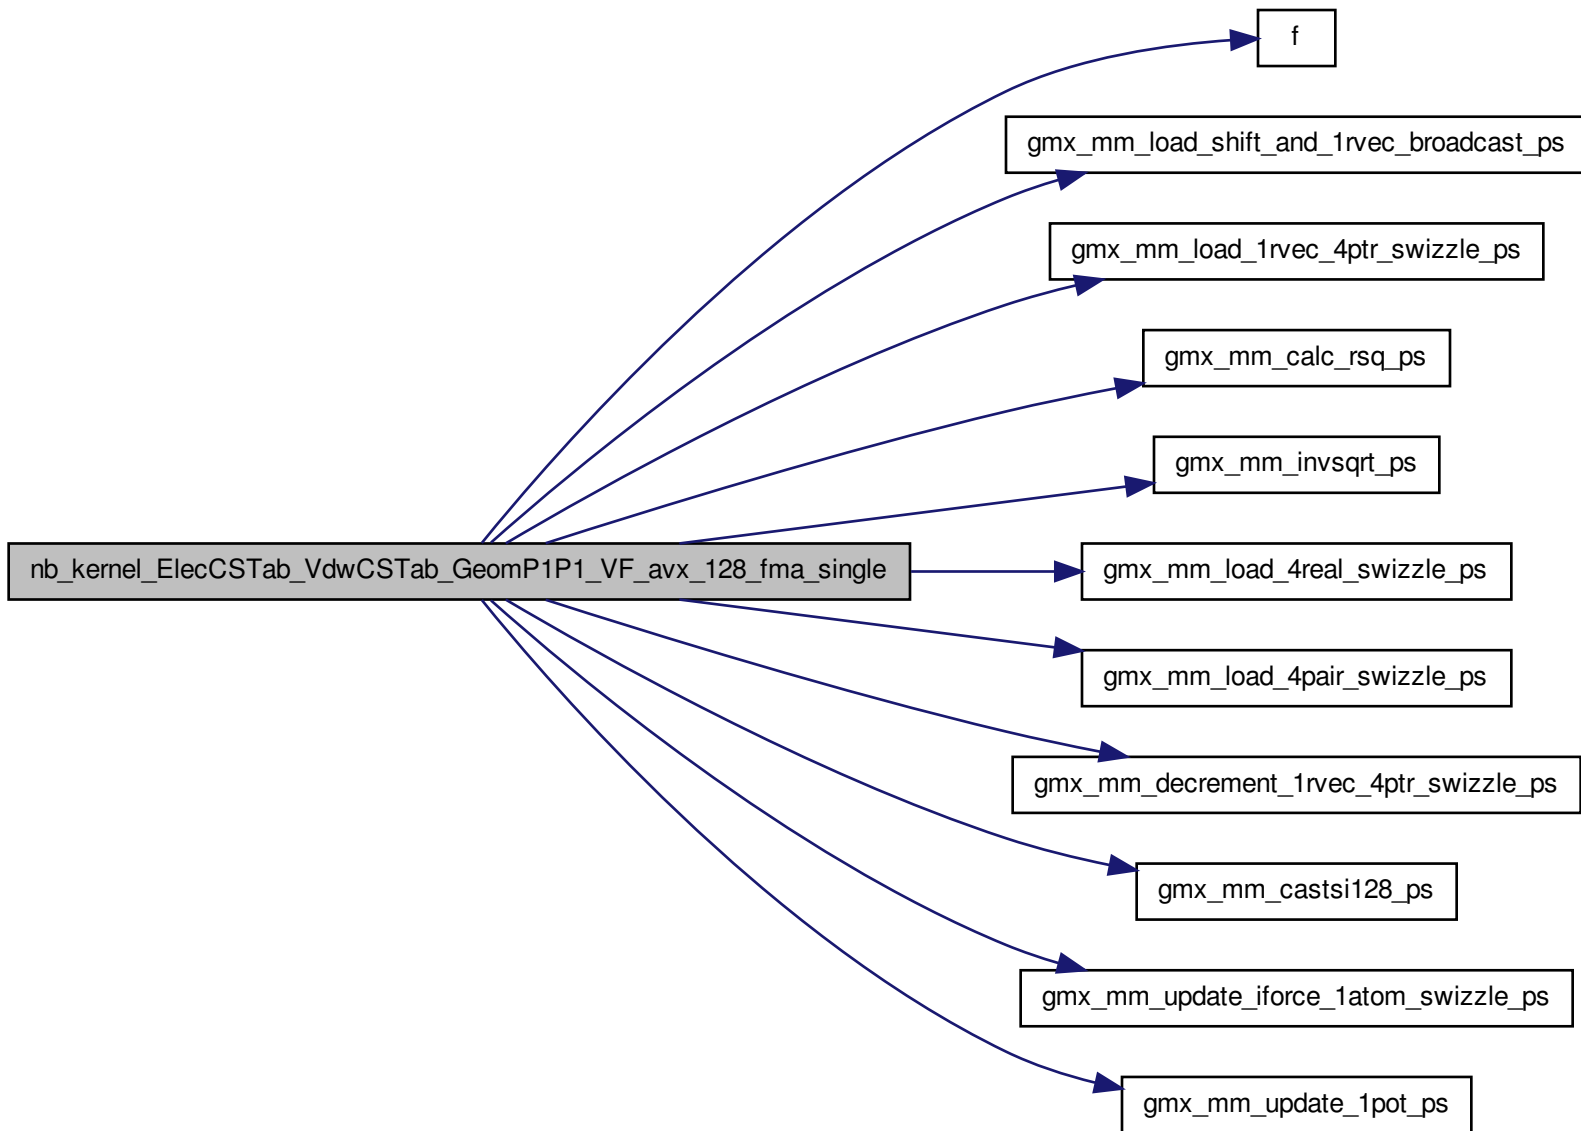 f
gmx_mm_load_shift_and_1rvec_broadcast_ps
gmx_mm_load_1rvec_4ptr_swizzle_ps
gmx_mm_calc_rsq_ps
gmx_mm_invsqrt_ps
nb_kernel_ElecCSTab_VdwCSTab_GeomP1P1_VF_avx_128_fma_single
gmx_mm_load_4real_swizzle_ps
gmx_mm_load_4pair_swizzle_ps
gmx_mm_decrement_1rvec_4ptr_swizzle_ps
gmx_mm_castsi128_ps
gmx_mm_update_iforce_1atom_swizzle_ps
gmx_mm_update_1pot_ps